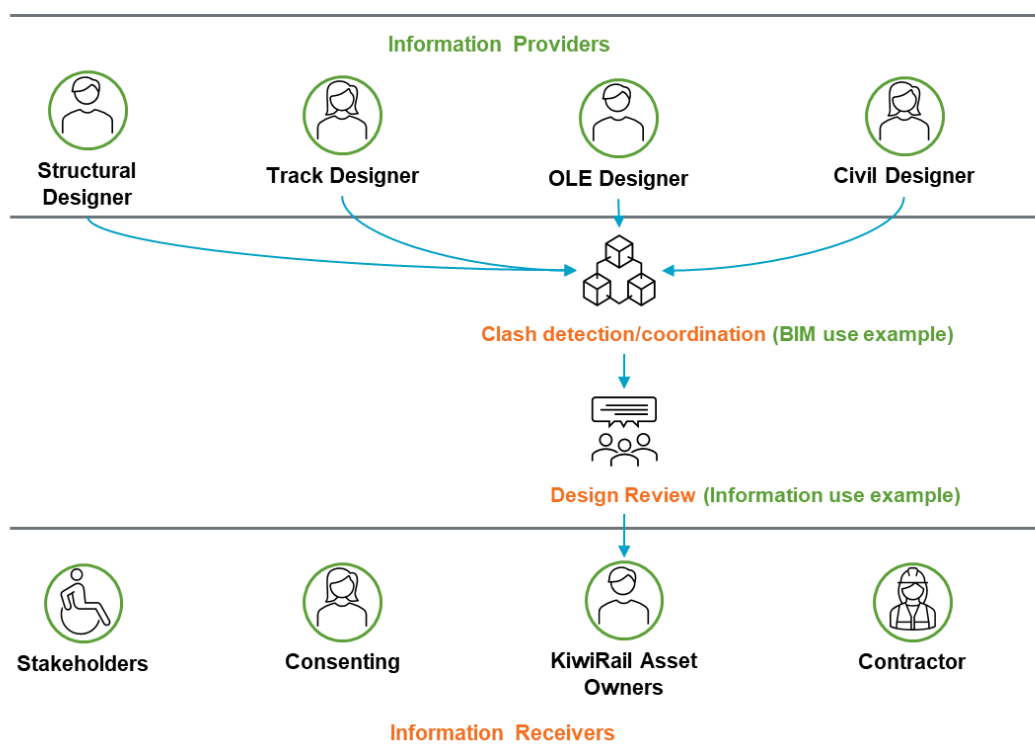 Information Providers
Structural
Designer
Track Designer
OLE Designer
Civil Designer
Clash detection/coordination (BIM use example)
Design Review (Information use example)
Stakeholders
Consenting
KiwiRail Asset
Owners
Contractor
Information Receivers